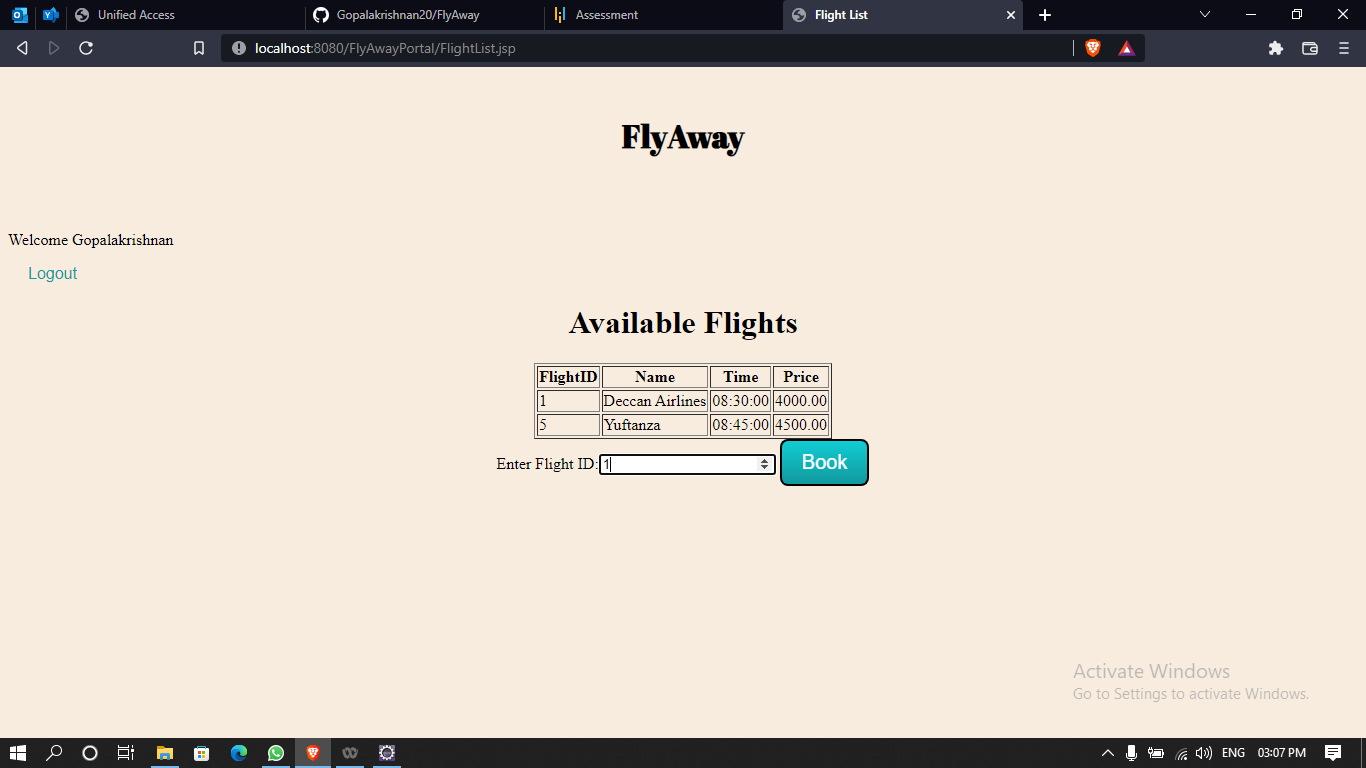 Unified Access
Gopalakrishnan20/FlyAway
Assessment
Flight List
localhost:8080/FlyAwayPortal/FlightList.jsp
FlyAway
Welcome Gopalakrishnan
Logout
Available Flights
FlightID Name Time Price
1 Deccan Airlines 08:30:00 4000.00
5 Yuftanza 08:45:00 4500.00
Enter Flight ID: 1 Book
Activate Windows
Go to Settings to activate Windows.
ENG 03:07 PM